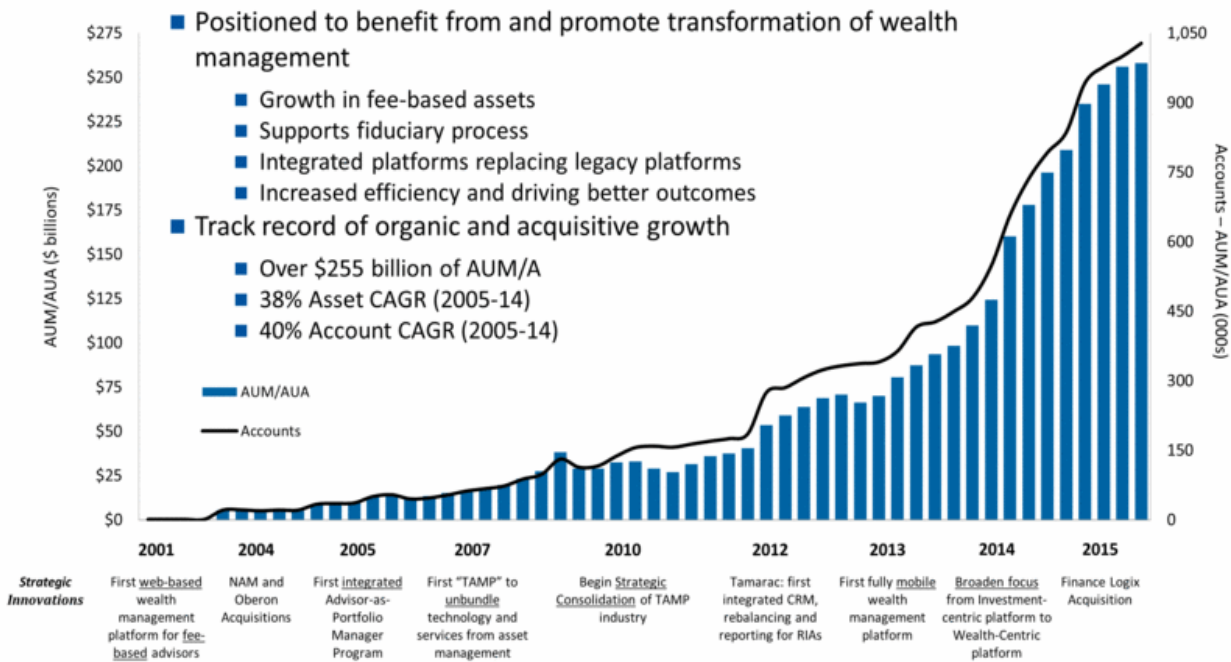 ■ Positioned to benefit from and promote transformation of wealth
management
■ Growth in fee-based assets
■ Supports fiduciary process
■ Integrated platforms replacing legacy platforms
■ Increased efficiency and driving better outcomes
■ Track record of organic and acquisitive growth
■ Over $255 billion of AUM/A
■ 38% Asset CAGR (2005-14)
■ 40% Account CAGR (2005-14)
AUM/AUA
Accounts
AUM/AUA ($ billions)
$275
$250
$225
$200
$175
$150
$125
$100
$75
$50
$25
$0
Accounts – AUM/AUA (000s)
1,050
900
750
600
450
300
150
0
2001 2004 2005 2007 2010 2012 2013 2014 2015
Strategic
Innovations
First web-based
wealth
management
platform for fee-
based advisors
NAM and
Oberon
Acquisitions
First integrated
Advisor-as-
Portfolio
Manager
Program
First “TAMP” to
unbundle
technology and
services from asset
management
Begin Strategic
Consolidation of TAMP
industry
Tamarac: first
integrated CRM,
rebalancing and
reporting for RIAs
First fully mobile
wealth
management
platform
Broaden focus
from Investment-
centric platform to
Wealth-Centric
platform
Finance Logix
Acquisition